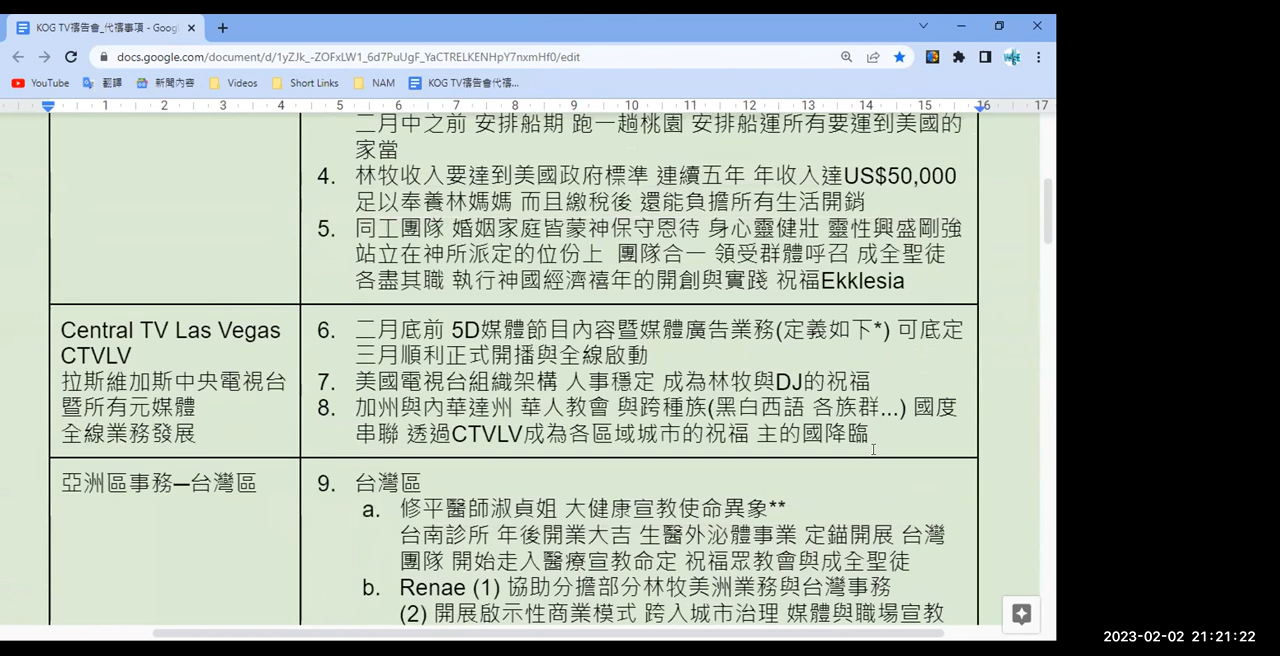 KOG TV禱告會_代禱事項 - Goog
docs.google.com/document/d/1yZJk_-ZOFxLW1_6d7PuUgF_YaCTRELKENHpY7nxmHf0/edit
YouTube 翻譯 新聞內容 Videos Short Links NAM KOG TV禱告會代禱...
1 2 3 4 5 6 7 8 9 10 11 12 13 14 15 16 17
二月中之前 安排船期 跑一趟桃園 安排船運所有要運到美國的
家當
4. 林牧收入要達到美國政府標準 連續五年 年收入達US$50,000
足以奉養林媽媽 而且繳稅後 還能負擔所有生活開銷
5. 同工團隊 婚姻家庭皆蒙神保守恩待 身心靈健壯 靈性興盛剛強
站立在神所派定的位份上 團隊合一 領受群體呼召 成全聖徒
各盡其職 執行神國經濟禧年的開創與實踐 祝福Ekklesia
Central TV Las Vegas
CTVLV
拉斯維加斯中央電視台
暨所有元媒體
全線業務發展
6. 二月底前 5D媒體節目內容暨媒體廣告業務(定義如下*) 可底定
三月順利正式開播與全線啟動
7. 美國電視台組織架構 人事穩定 成為林牧與DJ的祝福
8. 加州與內華達州 華人教會 與跨種族(黑白西語 各族群...) 國度
串聯 透過CTVLV成為各區域城市的祝福 主的國降臨
亞洲區事務—台灣區
9. 台灣區
a. 修平醫師淑貞姐 大健康宣教使命異象**
台南診所 年後開業大吉 生醫外泌體事業 定錨開展 台灣
團隊 開始走入醫療宣教命定 祝福眾教會與成全聖徒
b. Renae (1) 協助分擔部分林牧美洲業務與台灣事務
(2) 開展啟示性商業模式 跨入城市治理 媒體與職場宣教
2023-02-02 21:21:22